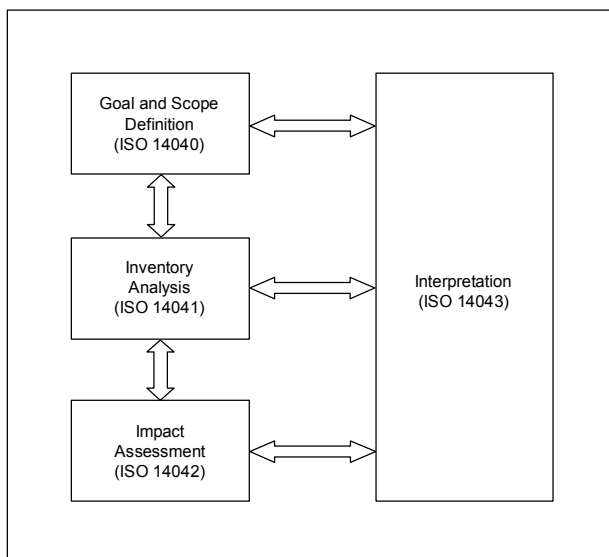 Goal and Scope
Definition
(ISO 14040)
Inventory
Analysis
(ISO 14041)
Impact
Assessment
(ISO 14042)
Interpretation
(ISO 14043)